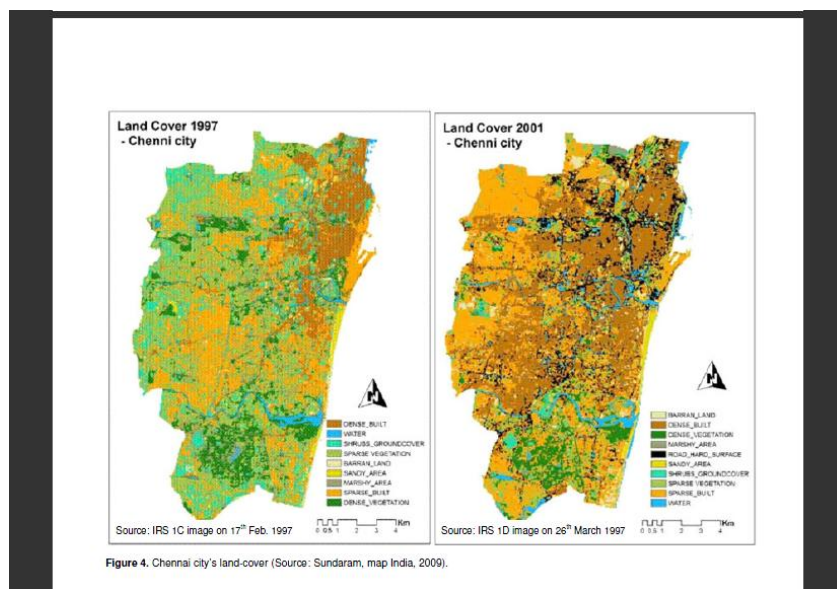 Land Cover 1997
- Chenni city
DENSE_BUILT
WATER
SHRUBS_GROUNDCOVER
SPARSE VEGETATION
BARRAN_LAND
SANDY_AREA
MARSHY_AREA
SPARSE_BUILT
DENSE_VEGETATION
Source: IRS 1C image on 17th Feb. 1997
0 0.5 1 2 3 4 Km
Land Cover 2001
- Chenni city
BARRAN_LAND
DENSE_BUILT
DENSE_VEGETATION
MARSHY_AREA
ROAD_HARD_SURFACE
SANDY_AREA
SHRUBS_GROUNDCOVER
SPARSE VEGETATION
SPARSE_BUILT
WATER
Source: IRS 1D image on 26th March 1997
0 0.5 1 2 3 4 Km
Figure 4. Chennai city's land-cover (Source: Sundaram, map India, 2009).